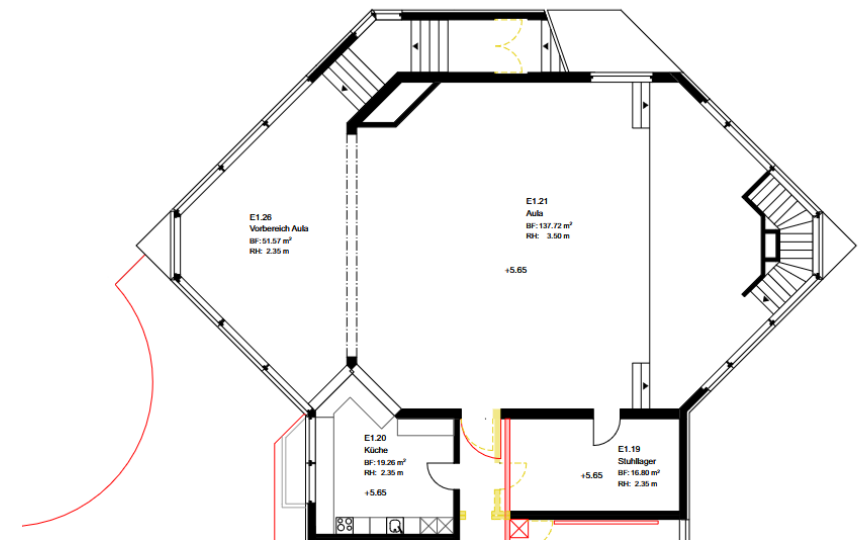 E1.21
Aula
BF: 137.72 m²
RH: 3.50 m
E1.26
Vorbereich Aula
BF: 51.57 m²
RH: 2.35 m
+5.65
E1.20
Küche
BF: 19.26 m²
RH: 2.35 m
+5.65
E1.19
Stuhllager
BF: 16.80 m²
RH: 2.35 m
+5.65